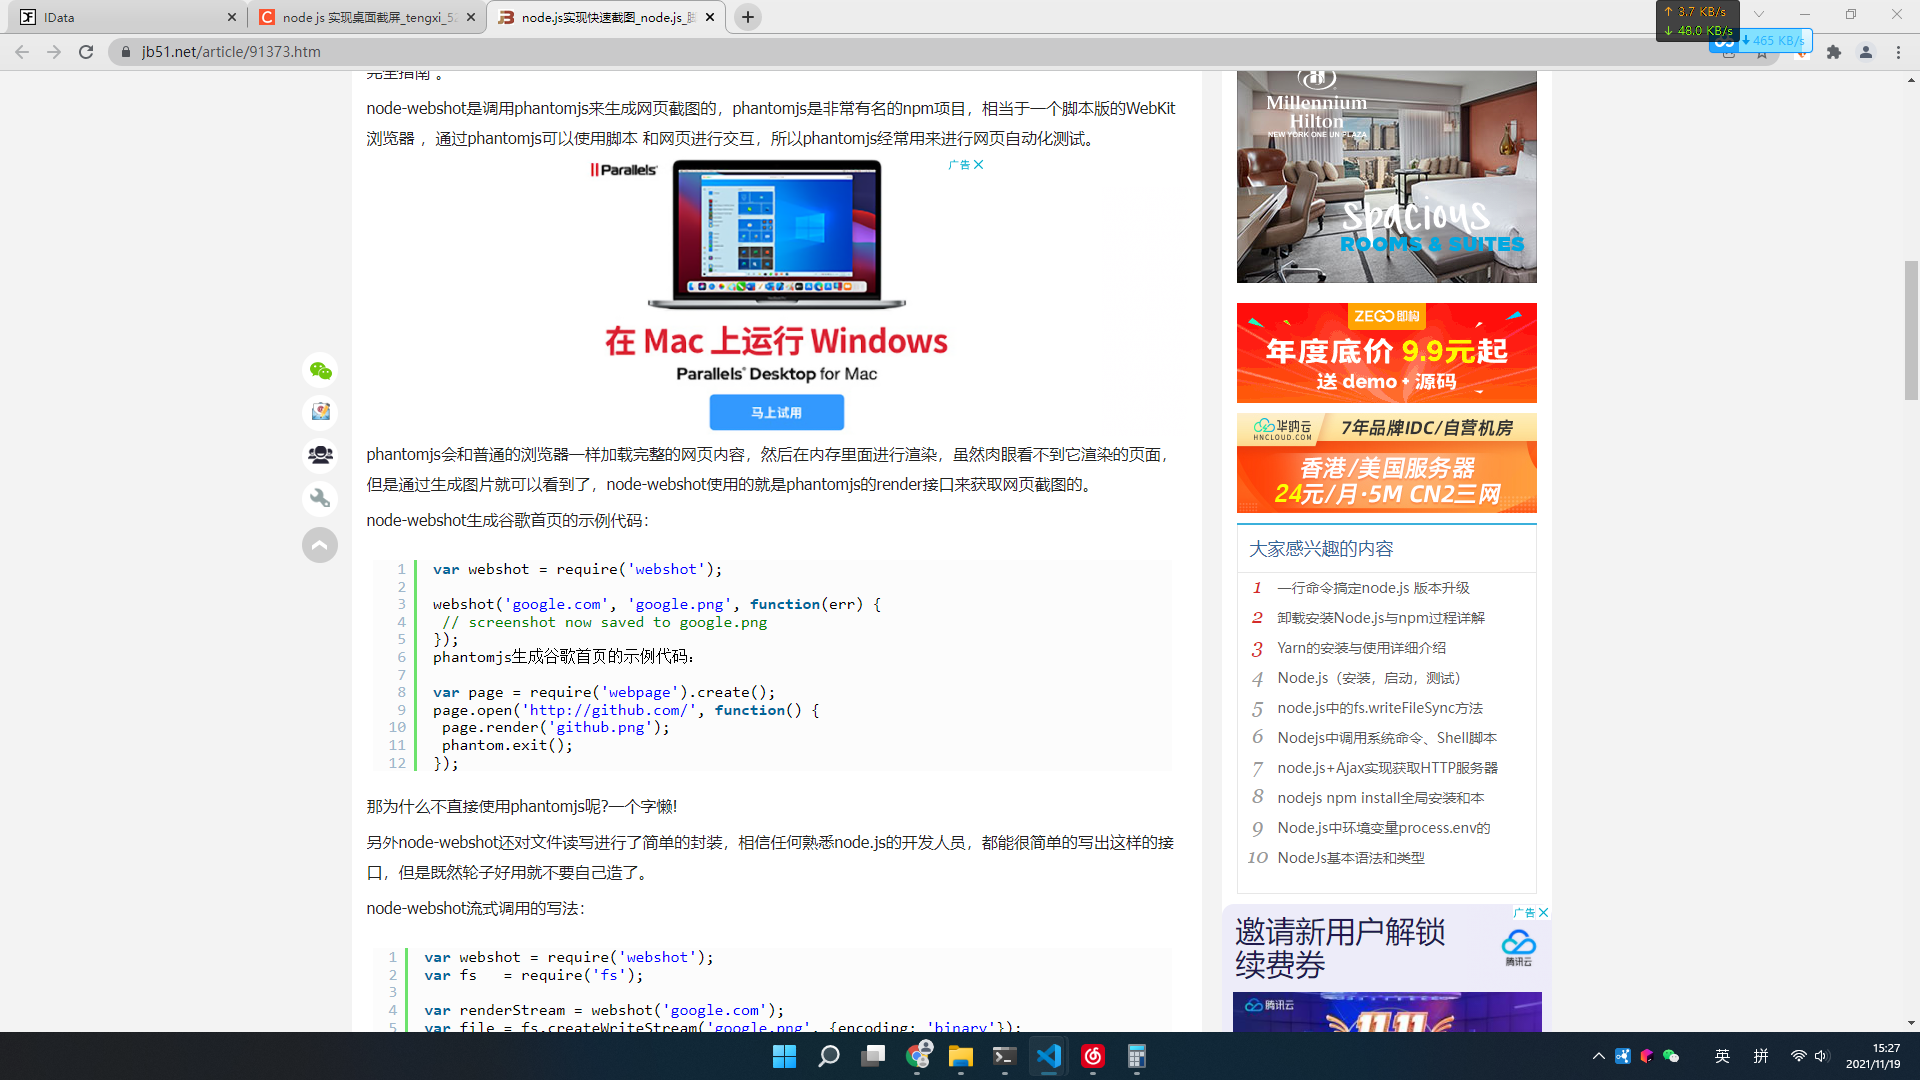 IData
node js 实现桌面截屏_tengxi_5
node.js实现快速截图_node.js_
3.7 KB/s
48.0 KB/s
465 KB/s
jb51.net/article/91373.htm
完全指南 。
node-webshot是调用phantomjs来生成网页截图的，phantomjs是非常有名的npm项目，相当于一个脚本版的WebKit
浏览器 ，通过phantomjs可以使用脚本 和网页进行交互，所以phantomjs经常用来进行网页自动化测试。
Parallels
广告
在 Mac 上运行 Windows
Parallels® Desktop for Mac
马上试用
phantomjs会和普通的浏览器一样加载完整的网页内容，然后在内存里面进行渲染，虽然肉眼看不到它渲染的页面，
但是通过生成图片就可以看到了，node-webshot使用的就是phantomjs的render接口来获取网页截图的。
node-webshot生成谷歌首页的示例代码：
1 var webshot = require('webshot');
2
3 webshot('google.com', 'google.png', function(err) {
4 // screenshot now saved to google.png
5 });
6 phantomjs生成谷歌首页的示例代码：
7
8 var page = require('webpage').create();
9 page.open('http://github.com/', function() {
10 page.render('github.png');
11 phantom.exit();
12 });
那为什么不直接使用phantomjs呢?一个字懒!
另外node-webshot还对文件读写进行了简单的封装，相信任何熟悉node.js的开发人员，都能很简单的写出这样的接
口，但是既然轮子好用就不要自己造了。
node-webshot流式调用的写法：
1 var webshot = require('webshot');
2 var fs   = require('fs');
3
4 var renderStream = webshot('google.com');
5 var file = fs.createWriteStream('google.png', {encoding: 'binary'});
Millennium
Hilton
NEW YORK ONE UN PLAZA
Spacious
ROOMS & SUITES
ZEGO 即构
年度底价 9.9元起
送 demo + 源码
华纳云
HNCLOUD.COM
7年品牌IDC/自营机房
香港/美国服务器
24元/月·5M CN2三网
大家感兴趣的内容
1 一行命令搞定node.js 版本升级
2 卸载安装Node.js与npm过程详解
3 Yarn的安装与使用详细介绍
4 Node.js（安装，启动，测试）
5 node.js中的fs.writeFileSync方法
6 Nodejs中调用系统命令、Shell脚本
7 node.js+Ajax实现获取HTTP服务器
8 nodejs npm install全局安装和本
9 Node.js中环境变量process.env的
10 NodeJs基本语法和类型
广告
邀请新用户解锁
续费券
腾讯云
腾讯云
11.11
英
拼
15:27
2021/11/19